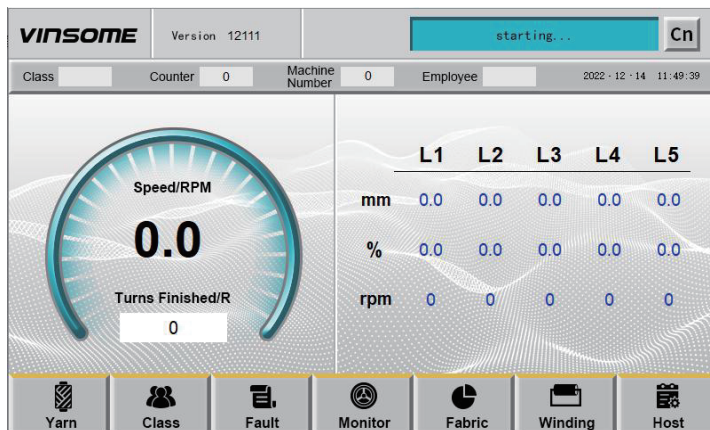 VINSOME Version 12111 starting... Cn
Class Counter 0 Machine Number 0 Employee 2022-12-14 11:49:39
Speed/RPM
0.0
Turns Finished/R
0
L1 L2 L3 L4 L5
mm 0.0 0.0 0.0 0.0 0.0
% 0.0 0.0 0.0 0.0 0.0
rpm 0 0 0 0 0
Yarn Class Fault Monitor Fabric Winding Host